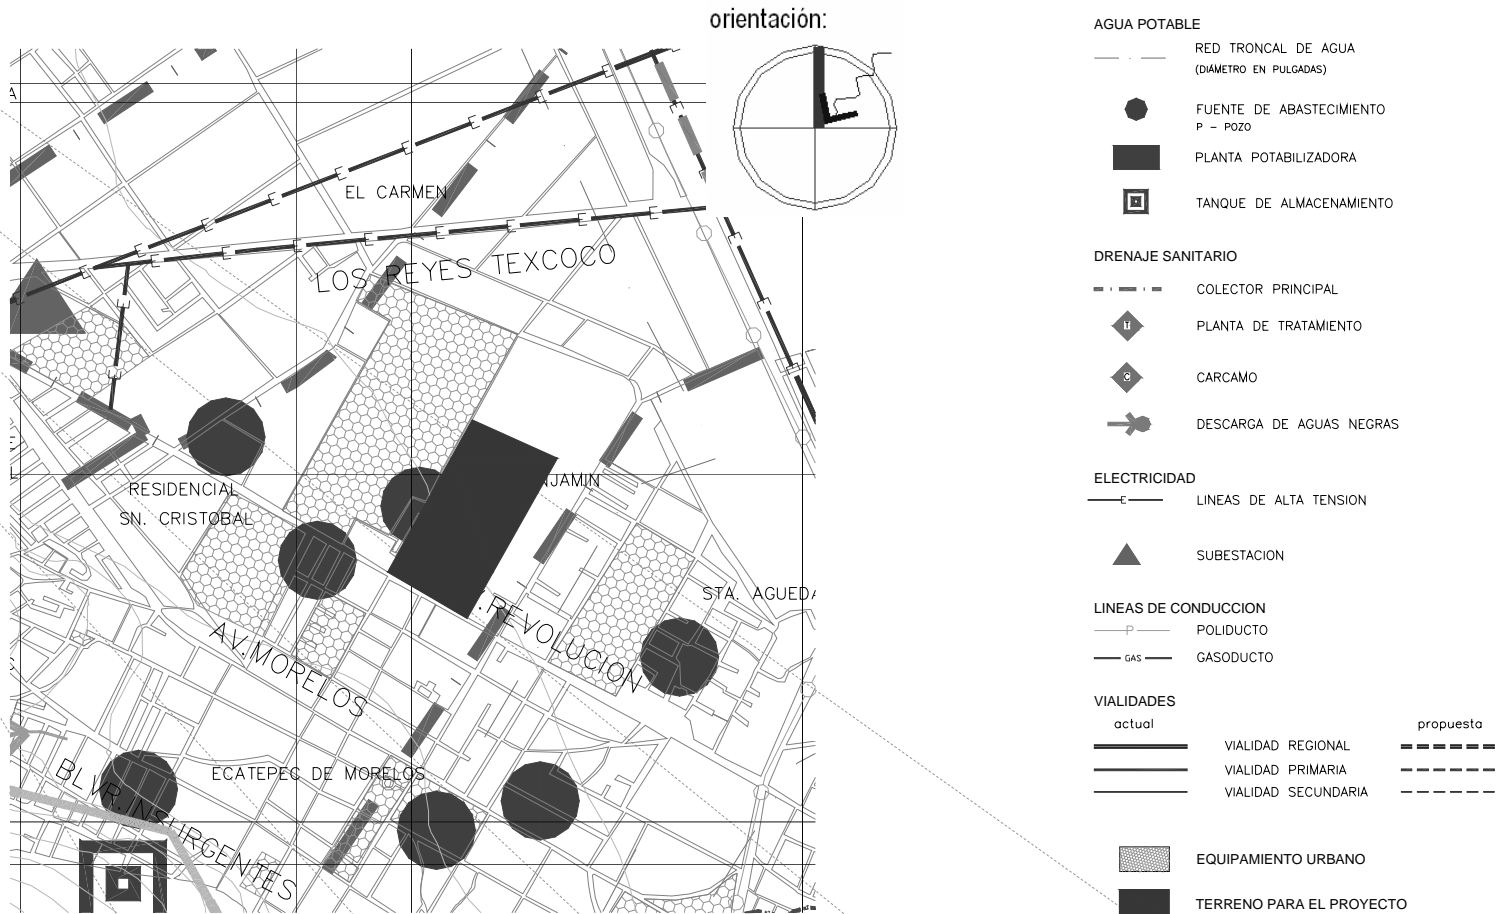 orientación:
EL CARMEN
LOS REYES TEXCOCO
RESIDENCIAL
SN. CRISTOBAL
NJAMIN
STA. AGUEDA
.REVOLUCION
AV.MORELOS
ECATEPEC DE MORELOS
BLVR.INSURGENTES
AGUA POTABLE
RED TRONCAL DE AGUA
(DIÁMETRO EN PULGADAS)
FUENTE DE ABASTECIMIENTO
P - POZO
PLANTA POTABILIZADORA
TANQUE DE ALMACENAMIENTO
DRENAJE SANITARIO
COLECTOR PRINCIPAL
T PLANTA DE TRATAMIENTO
C CARCAMO
DESCARGA DE AGUAS NEGRAS
ELECTRICIDAD
E LINEAS DE ALTA TENSION
SUBESTACION
LINEAS DE CONDUCCION
P POLIDUCTO
GAS GASODUCTO
VIALIDADES
actual propuesta
VIALIDAD REGIONAL
VIALIDAD PRIMARIA
VIALIDAD SECUNDARIA
EQUIPAMIENTO URBANO
TERRENO PARA EL PROYECTO